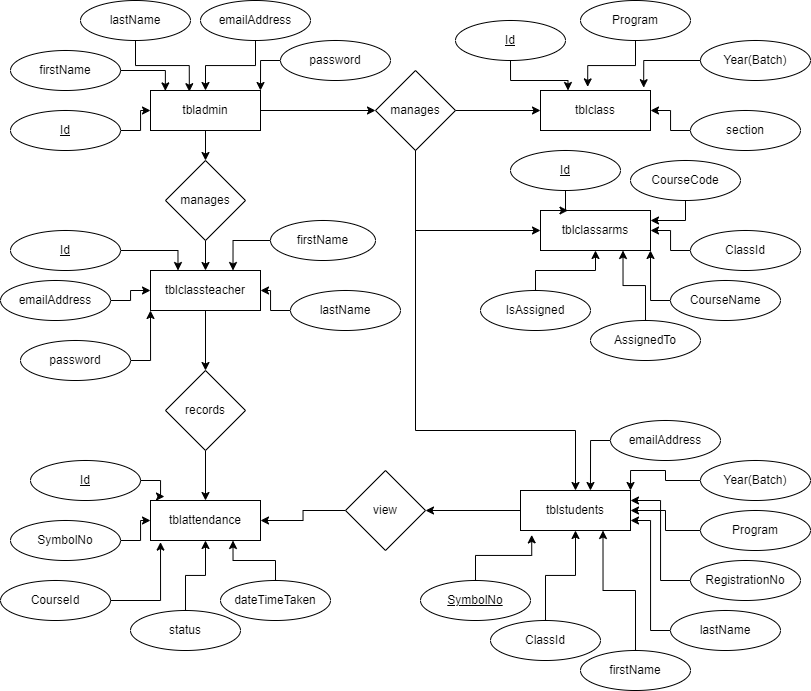 lastName
emailAddress
Program
Id
firstName
password
Year(Batch)
tbladmin
manages
tblclass
Id
section
Id
CourseCode
manages
tblclassarms
firstName
Id
ClassId
tblclassteacher
emailAddress
CourseName
IsAssigned
lastName
AssignedTo
password
records
emailAddress
Id
Year(Batch)
view
tblstudents
tblattendance
Program
SymbolNo
RegistrationNo
CourseId
dateTimeTaken
SymbolNo
status
lastName
ClassId
firstName